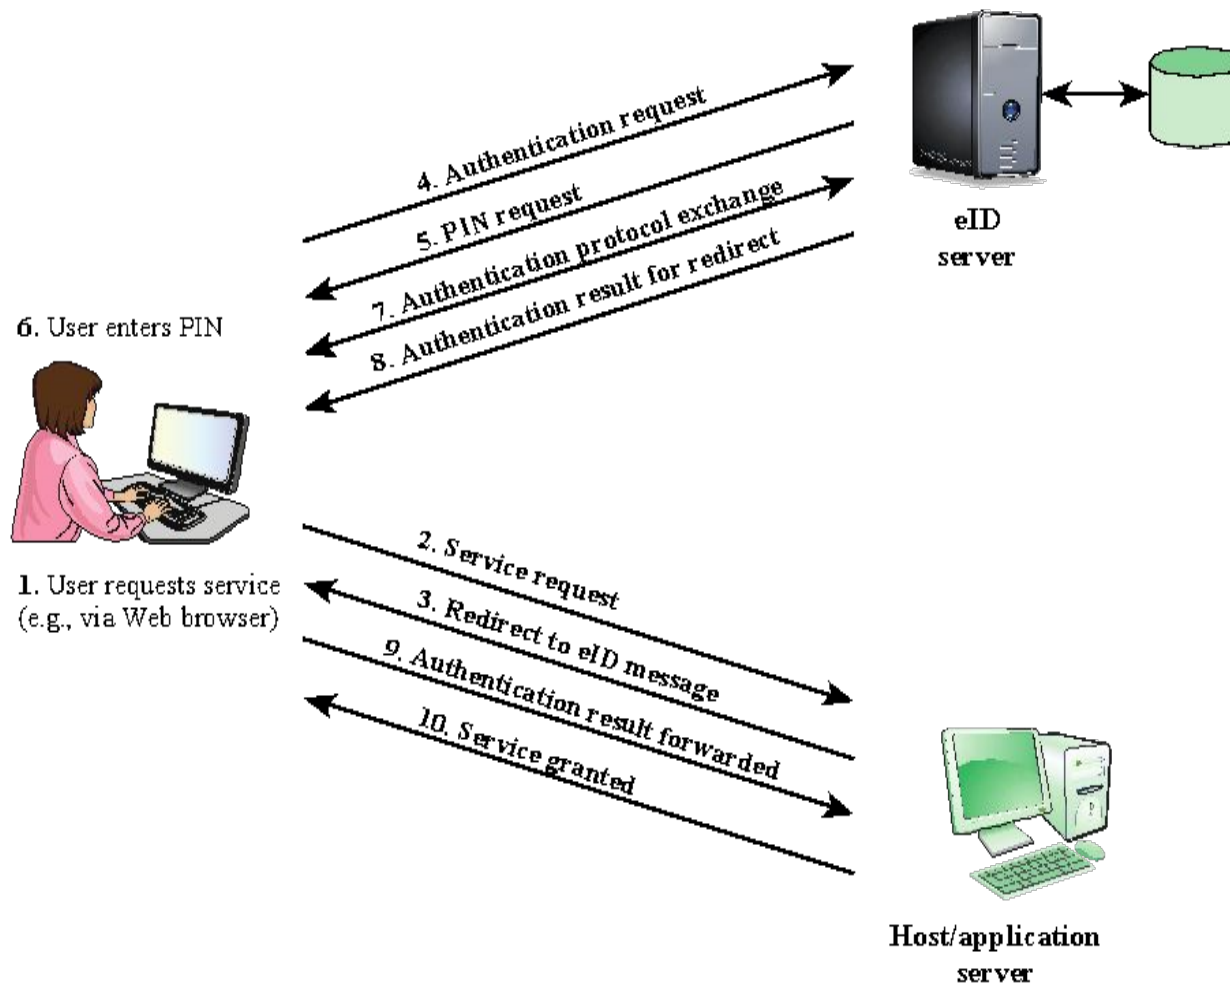 4. Authentication request
5. PIN request
7. Authentication protocol exchange
8. Authentication result for redirect
eID
server
6. User enters PIN
1. User requests service
(e.g., via Web browser)
2. Service request
3. Redirect to eID message
9. Authentication result forwarded
10. Service granted
Host/application
server